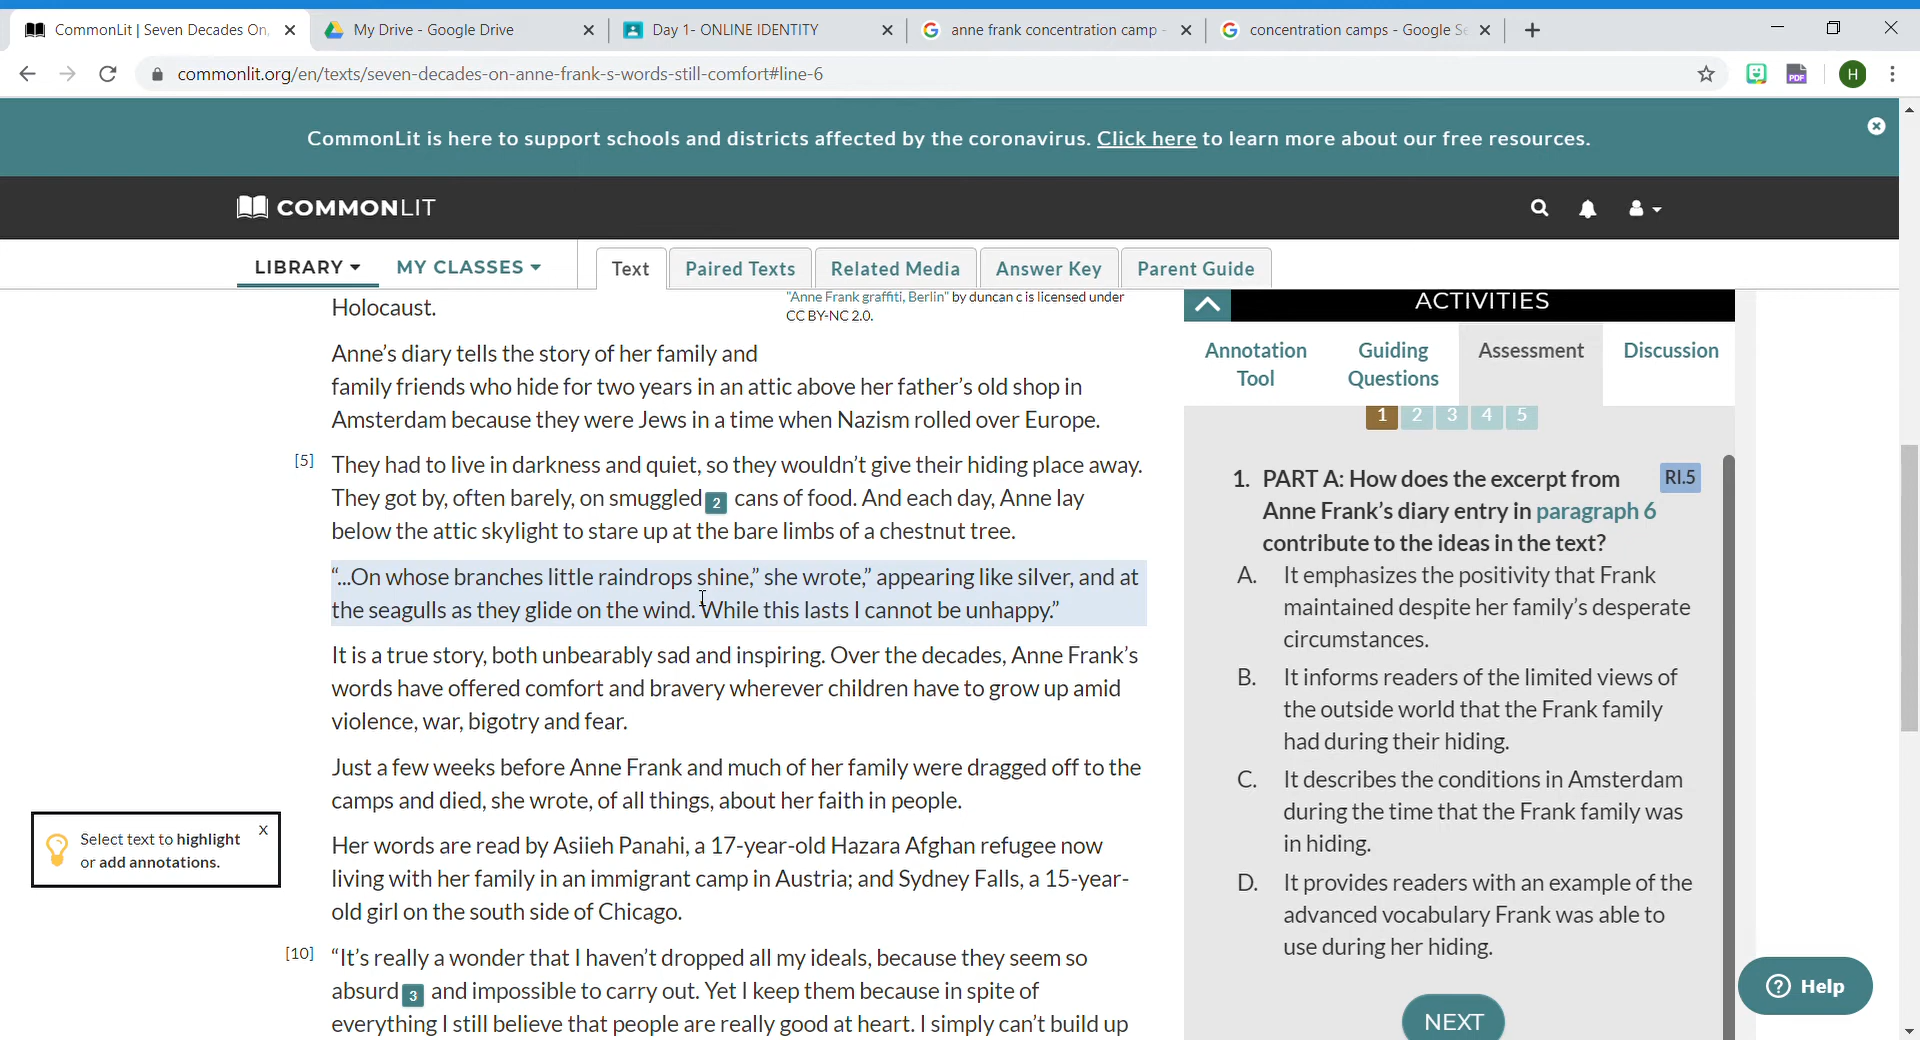 CommonLit | Seven Decades On,
My Drive - Google Drive
Day 1- ONLINE IDENTITY
anne frank concentration camp -
concentration camps - Google Se
commonlit.org/en/texts/seven-decades-on-anne-frank-s-words-still-comfort#line-6
PDF
H
CommonLit is here to support schools and districts affected by the coronavirus. Click here to learn more about our free resources.
COMMONLIT
LIBRARY
MY CLASSES
Text
Paired Texts
Related Media
Answer Key
Parent Guide
Holocaust.
"Anne Frank graffiti, Berlin" by duncan c is licensed under
CC BY-NC 2.0.
Anne’s diary tells the story of her family and
family friends who hide for two years in an attic above her father’s old shop in
Amsterdam because they were Jews in a time when Nazism rolled over Europe.
[5] They had to live in darkness and quiet, so they wouldn’t give their hiding place away.
They got by, often barely, on smuggled 2 cans of food. And each day, Anne lay
below the attic skylight to stare up at the bare limbs of a chestnut tree.
“...On whose branches little raindrops shine,” she wrote,” appearing like silver, and at
the seagulls as they glide on the wind. While this lasts I cannot be unhappy.”
It is a true story, both unbearably sad and inspiring. Over the decades, Anne Frank’s
words have offered comfort and bravery wherever children have to grow up amid
violence, war, bigotry and fear.
Just a few weeks before Anne Frank and much of her family were dragged off to the
camps and died, she wrote, of all things, about her faith in people.
Her words are read by Asiieh Panahi, a 17-year-old Hazara Afghan refugee now
living with her family in an immigrant camp in Austria; and Sydney Falls, a 15-year-
old girl on the south side of Chicago.
[10] “It’s really a wonder that I haven’t dropped all my ideals, because they seem so
absurd 3 and impossible to carry out. Yet I keep them because in spite of
everything I still believe that people are really good at heart. I simply can’t build up
Select text to highlight
or add annotations.
X
ACTIVITIES
Annotation
Tool
Guiding
Questions
Assessment
Discussion
1 2 3 4 5
1. PART A: How does the excerpt from
Anne Frank’s diary entry in paragraph 6
contribute to the ideas in the text?
RI.5
A. It emphasizes the positivity that Frank
maintained despite her family’s desperate
circumstances.
B. It informs readers of the limited views of
the outside world that the Frank family
had during their hiding.
C. It describes the conditions in Amsterdam
during the time that the Frank family was
in hiding.
D. It provides readers with an example of the
advanced vocabulary Frank was able to
use during her hiding.
NEXT
Help